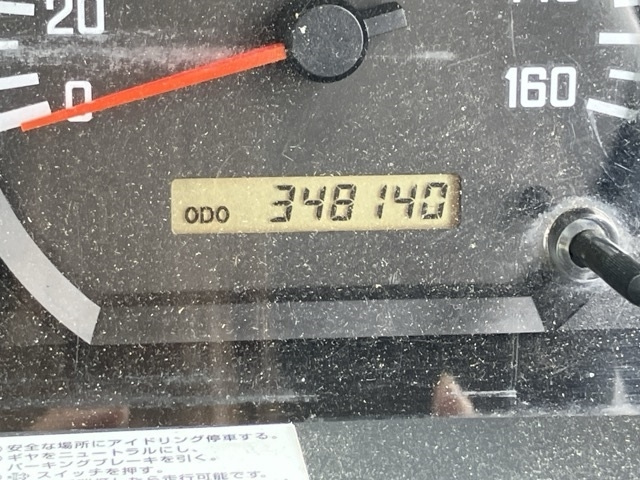 20
0
160
ODO 348140
安全な場所にアイドリング停車する。
ギヤをニュートラルにし、
パーキングブレーキを引く。
スイッチを押す。